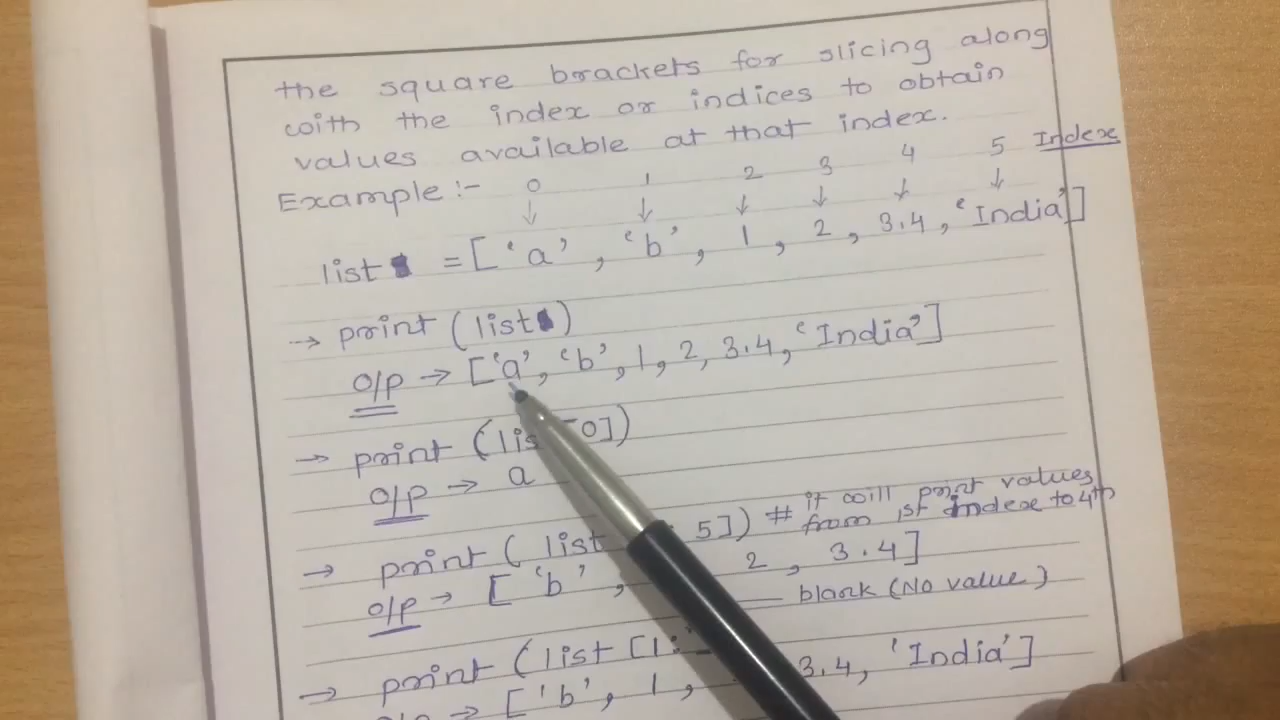 the square brackets for slicing along
with the index or indices to obtain
values available at that index.
Example :- 0 1 2 3 4 5 Index
↓ ↓ ↓ ↓ ↓ ↓
list = ['a', 'b', 1, 2, 3.4, 'India']
→ print (list)
O/P → ['a', 'b', 1, 2, 3.4, 'India']
→ print (lis [0])
O/P → a
→ print ( list : 5]) # it will print values
from 1st index to 4th
O/P → [ 'b' , 2 , 3.4]
blank (No value)
→ print (list [1:
O/P → ['b', 1, 3.4, 'India']